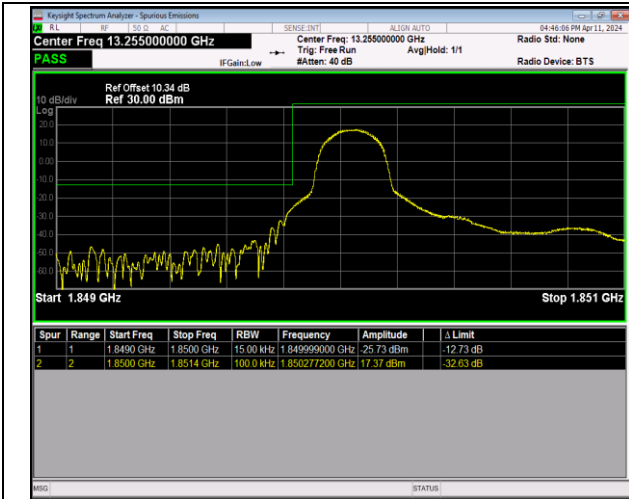 Keysight Spectrum Analyzer - Spurious Emissions
RL RF 50 Ω AC SENSE:INT ALIGN AUTO 04:46:06 PM Apr 11, 2024
Center Freq 13.255000000 GHz Center Freq: 13.255000000 GHz Radio Std: None
Trig: Free Run Avg|Hold: 1/1
PASS IFGain:Low #Atten: 40 dB Radio Device: BTS
Ref Offset 10.34 dB
10 dB/div Ref 30.00 dBm
Log
20.0
10.0
0.00
-10.0
-20.0
-30.0
-40.0
-50.0
-60.0
Start 1.849 GHz Stop 1.851 GHz
Spur Range Start Freq Stop Freq RBW Frequency Amplitude Δ Limit
1 1 1.8490 GHz 1.8500 GHz 15.00 kHz 1.849999000 GHz -25.73 dBm -12.73 dB
2 2 1.8500 GHz 1.8514 GHz 100.0 kHz 1.850277200 GHz 17.37 dBm -32.63 dB
MSG STATUS